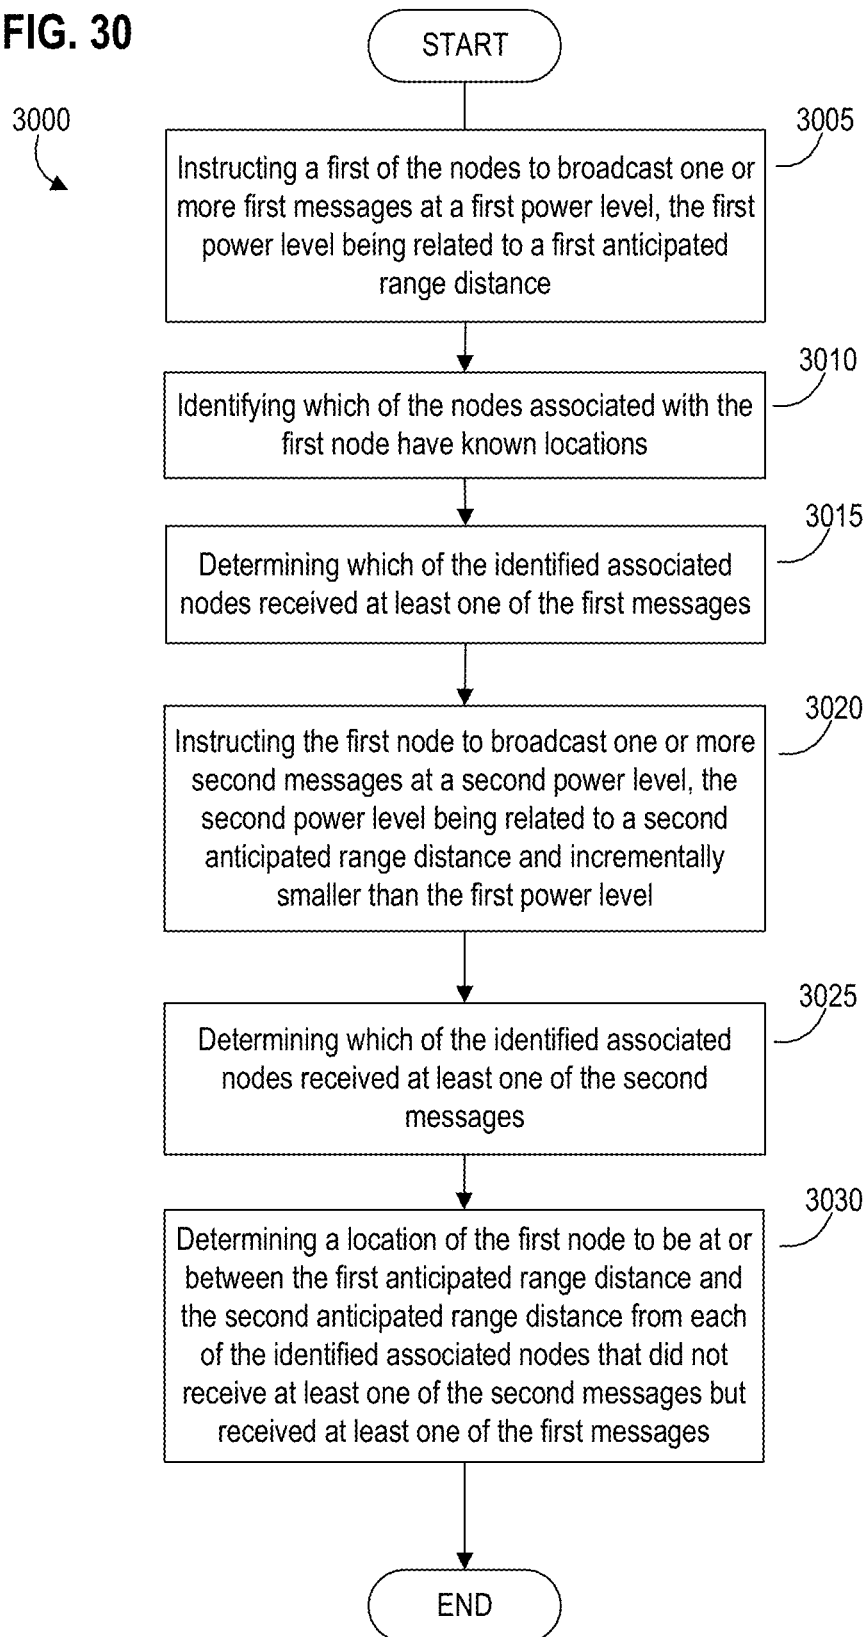 FIG. 30
START
3000
3005
Instructing a first of the nodes to broadcast one or
more first messages at a first power level, the first
power level being related to a first anticipated
range distance
3010
Identifying which of the nodes associated with the
first node have known locations
3015
Determining which of the identified associated
nodes received at least one of the first messages
3020
Instructing the first node to broadcast one or more
second messages at a second power level, the
second power level being related to a second
anticipated range distance and incrementally
smaller than the first power level
3025
Determining which of the identified associated
nodes received at least one of the second
messages
3030
Determining a location of the first node to be at or
between the first anticipated range distance and
the second anticipated range distance from each
of the identified associated nodes that did not
receive at least one of the second messages but
received at least one of the first messages
END